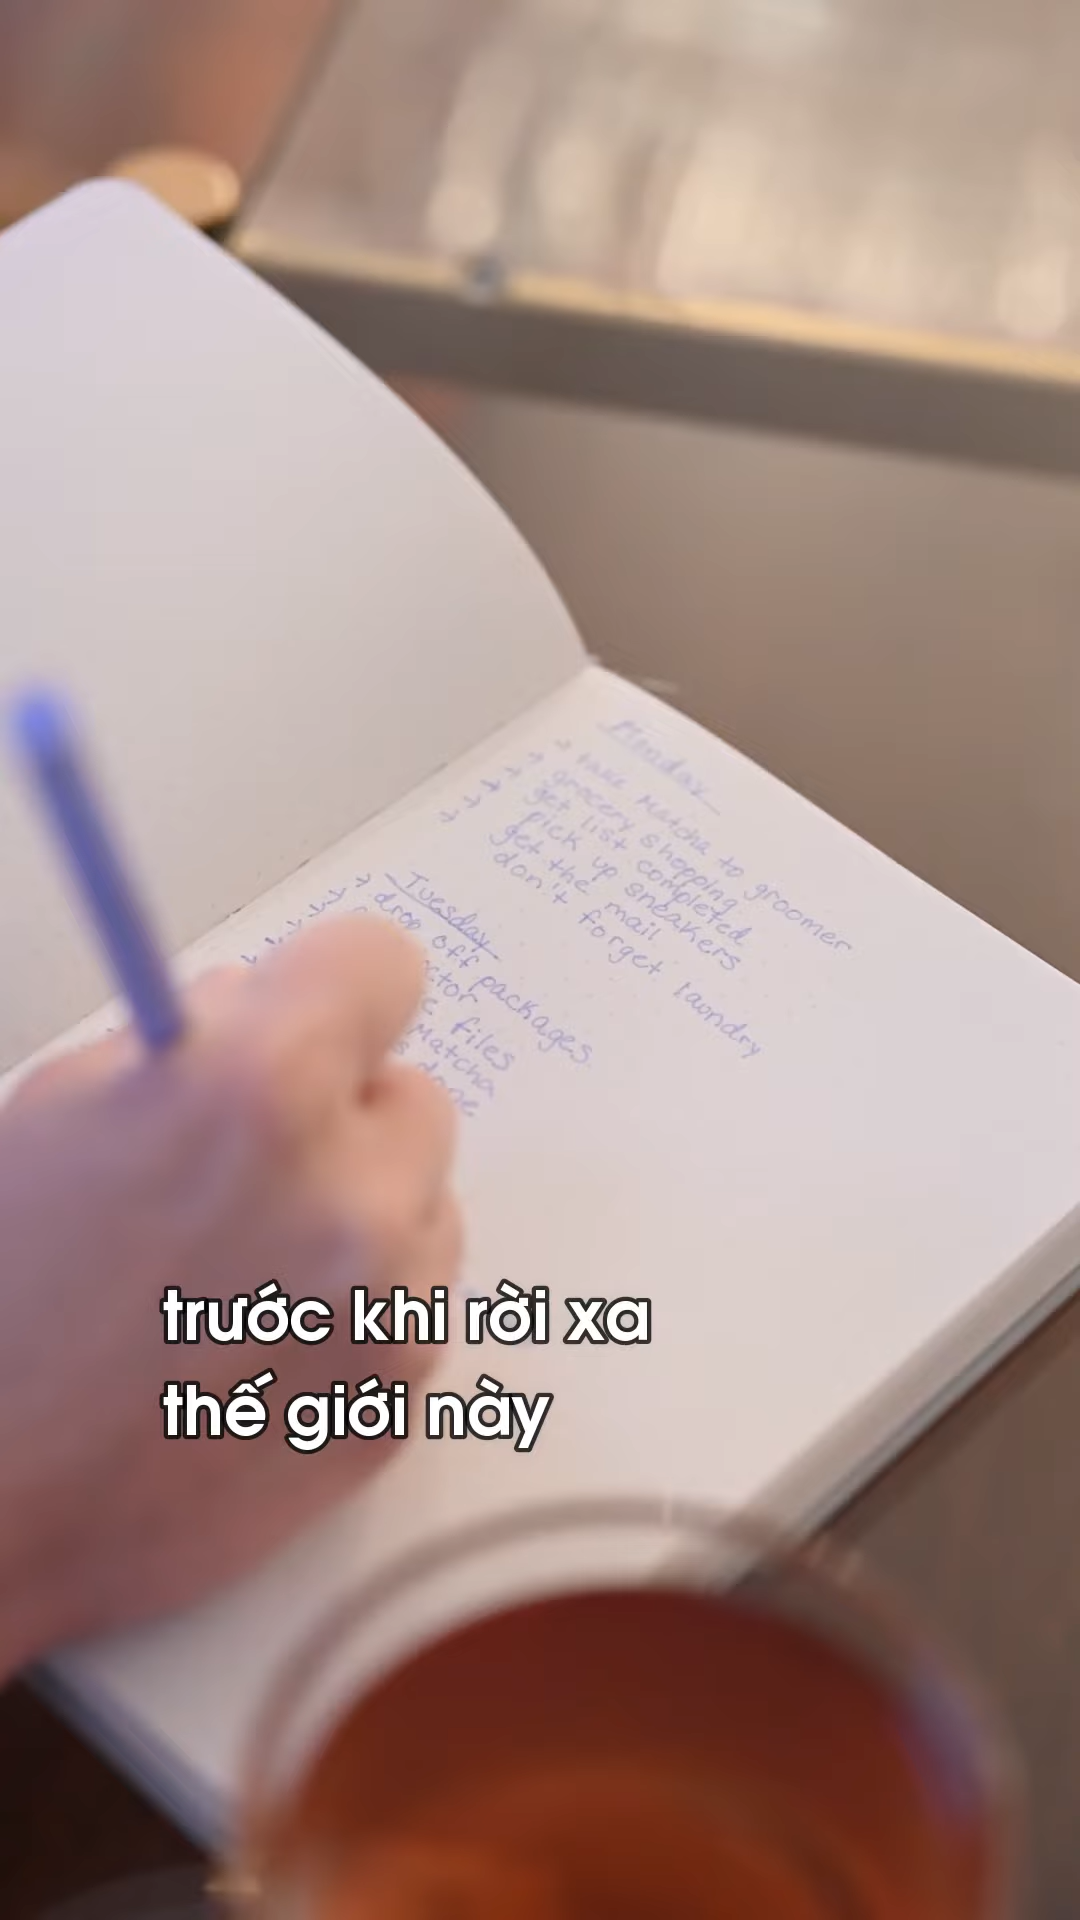 Monday
take Matcha to groomer
grocery shopping
get list completed
pick up sneakers
get the mail
don't forget laundry
Tuesday
drop off packages
files
Matcha
done
trước khi rời xa
thế giới này